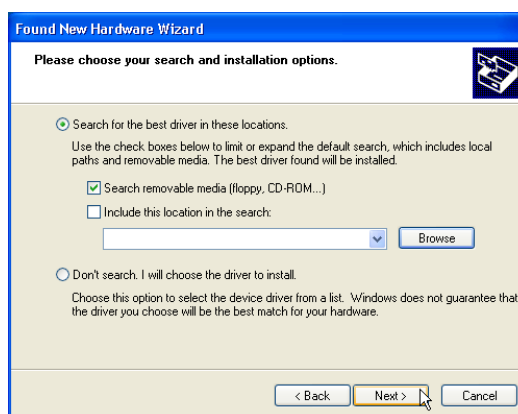 Found New Hardware Wizard
Please choose your search and installation options.
Search for the best driver in these locations.
Use the check boxes below to limit or expand the default search, which includes local
paths and removable media. The best driver found will be installed.
Search removable media (floppy, CD-ROM...)
Include this location in the search:
Browse
Don't search. I will choose the driver to install.
Choose this option to select the device driver from a list. Windows does not guarantee that
the driver you choose will be the best match for your hardware.
< Back Next > Cancel